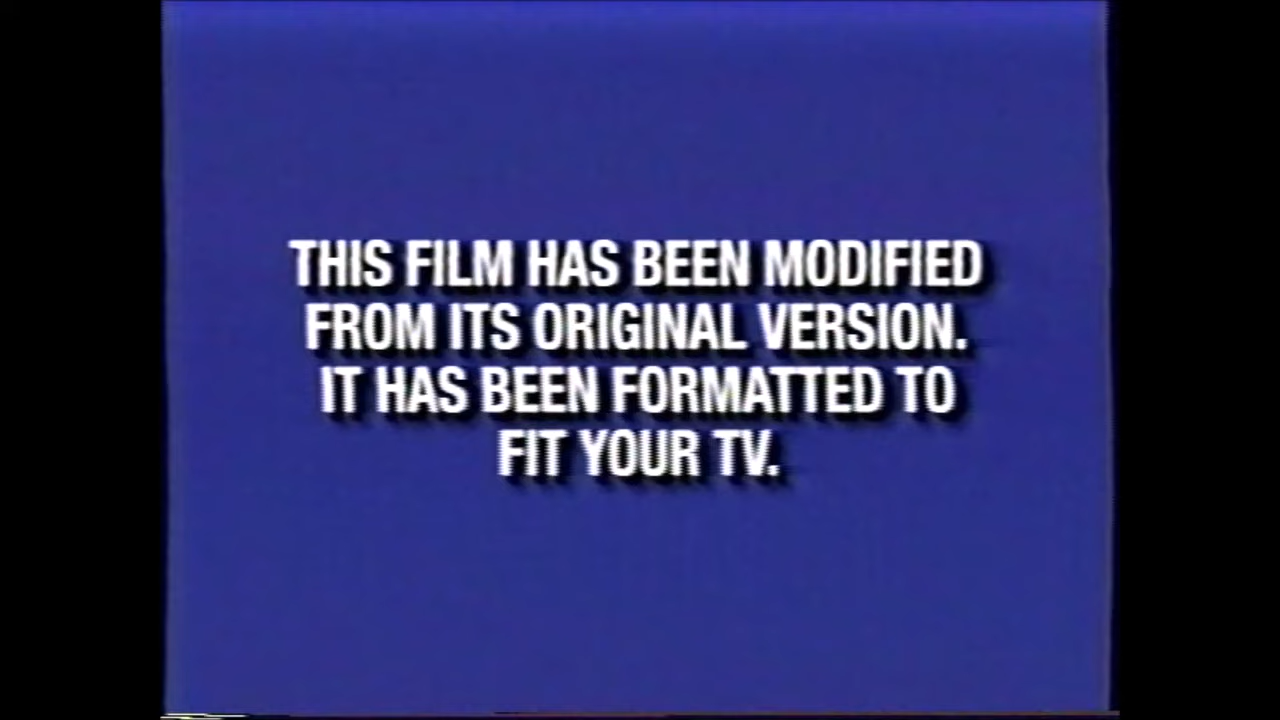 THIS FILM HAS BEEN MODIFIED
FROM ITS ORIGINAL VERSION.
IT HAS BEEN FORMATTED TO
FIT YOUR TV.